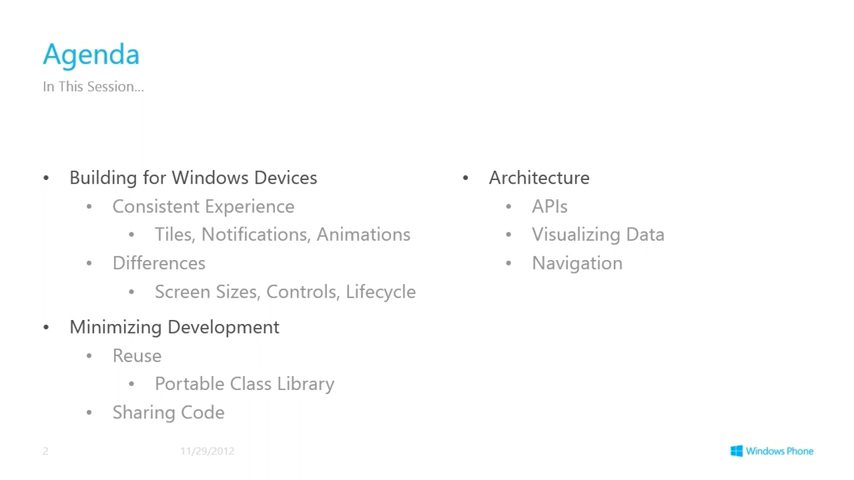 Agenda
In This Session...
• Building for Windows Devices
• Consistent Experience
• Tiles, Notifications, Animations
• Differences
• Screen Sizes, Controls, Lifecycle
• Minimizing Development
• Reuse
• Portable Class Library
• Sharing Code
• Architecture
• APIs
• Visualizing Data
• Navigation
2
11/29/2012
Windows Phone